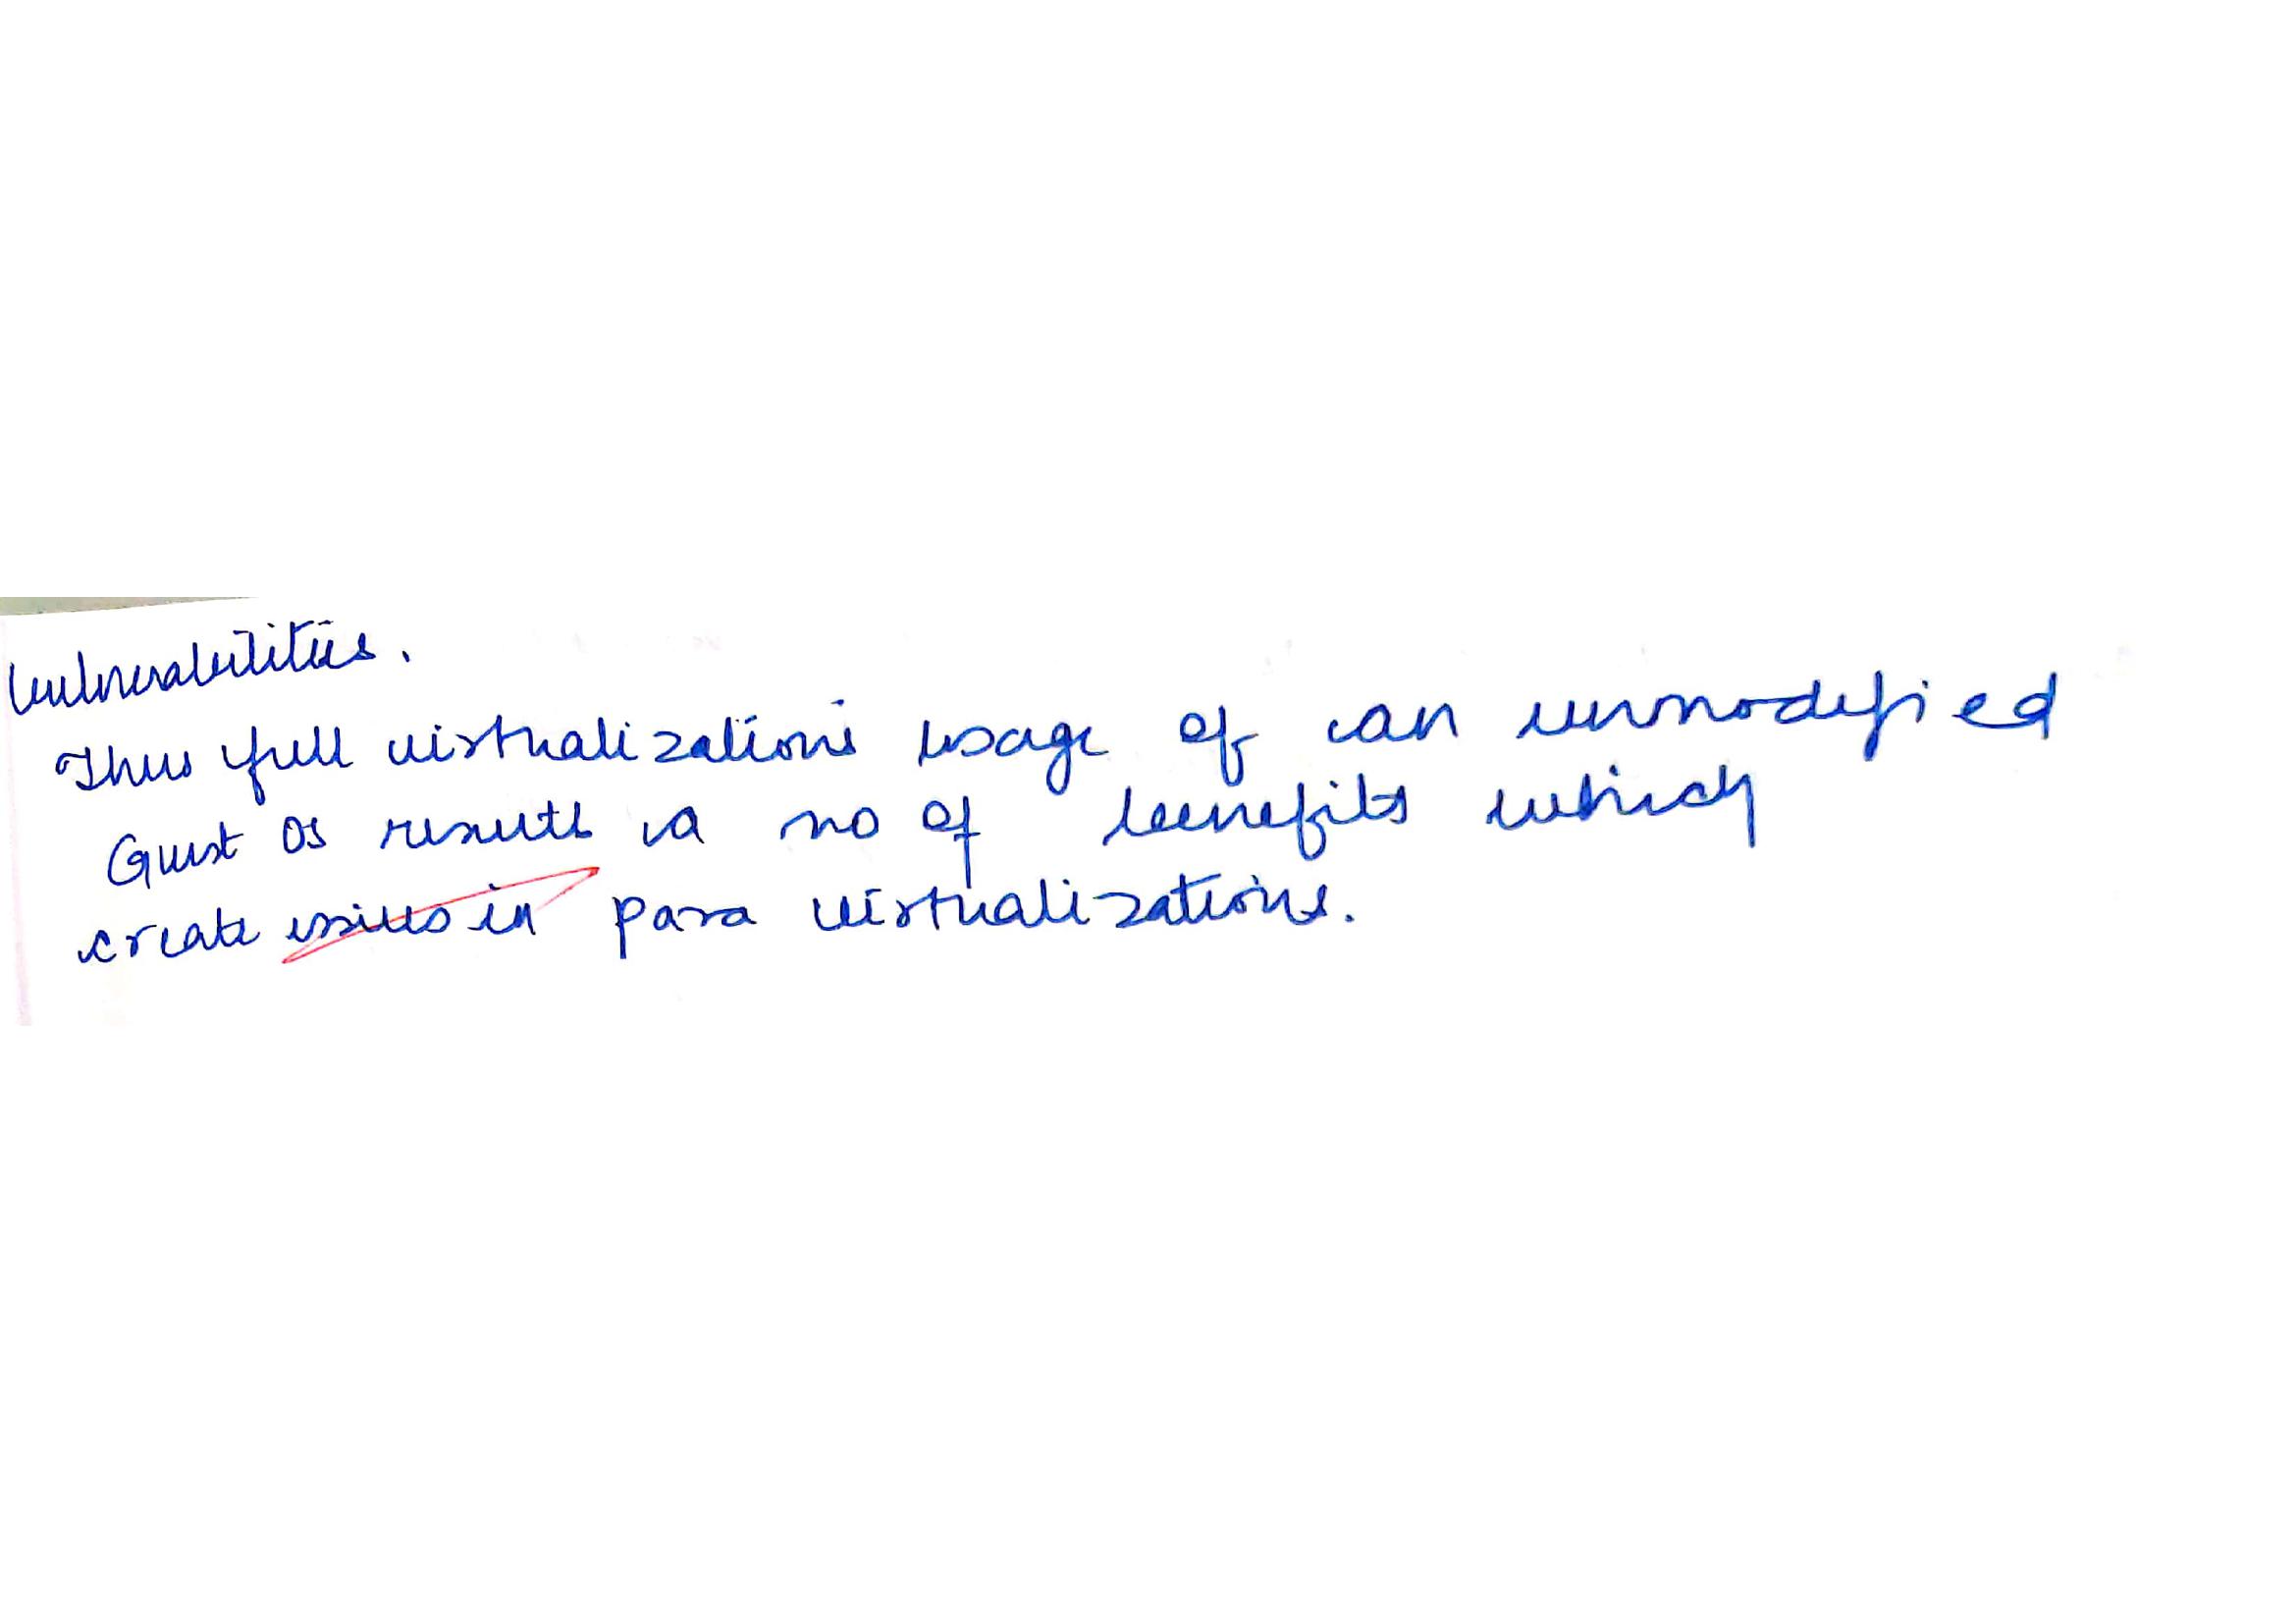 vulnerabilities.
Thus full virtualizations usage of can unmodified
Guest OS results in no of benefits which
create issues in para virtualizations.